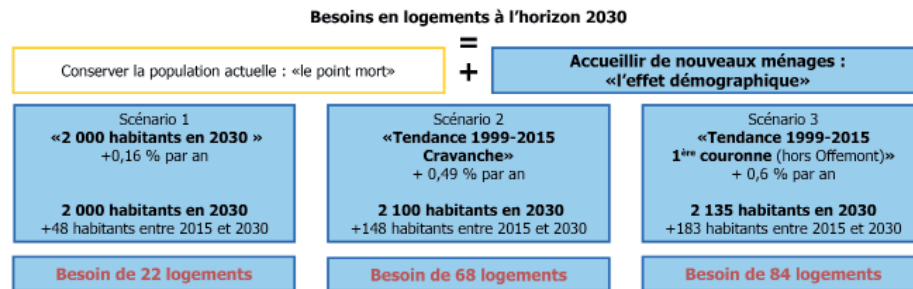 Besoins en logements à l'horizon 2030
=
Conserver la population actuelle : «le point mort»
+
Accueillir de nouveaux ménages :
«l'effet démographique»
Scénario 1
«2 000 habitants en 2030 »
+0,16 % par an
2 000 habitants en 2030
+48 habitants entre 2015 et 2030
Besoin de 22 logements
Scénario 2
«Tendance 1999-2015
Cravanche»
+ 0,49 % par an
2 100 habitants en 2030
+148 habitants entre 2015 et 2030
Besoin de 68 logements
Scénario 3
«Tendance 1999-2015
1ère couronne (hors Offemont)»
+ 0,6 % par an
2 135 habitants en 2030
+183 habitants entre 2015 et 2030
Besoin de 84 logements